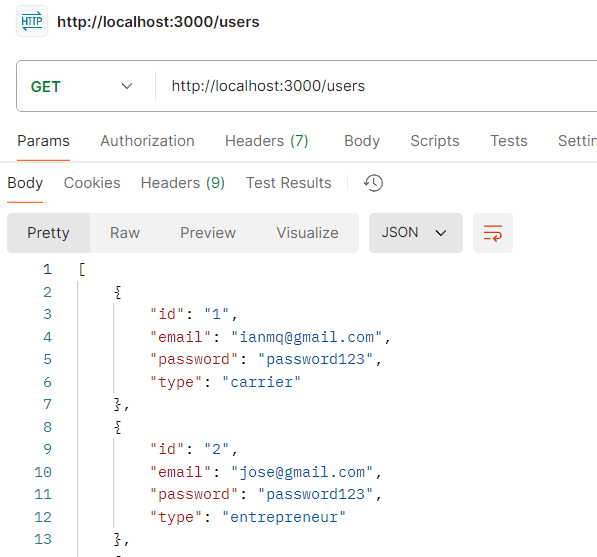 HTTP http://localhost:3000/users
GET http://localhost:3000/users
Params Authorization Headers (7) Body Scripts Tests Settin
Body Cookies Headers (9) Test Results
Pretty Raw Preview Visualize JSON
1 [
2 {
3 "id": "1",
4 "email": "ianmq@gmail.com",
5 "password": "password123",
6 "type": "carrier"
7 },
8 {
9 "id": "2",
10 "email": "jose@gmail.com",
11 "password": "password123",
12 "type": "entrepreneur"
13 },